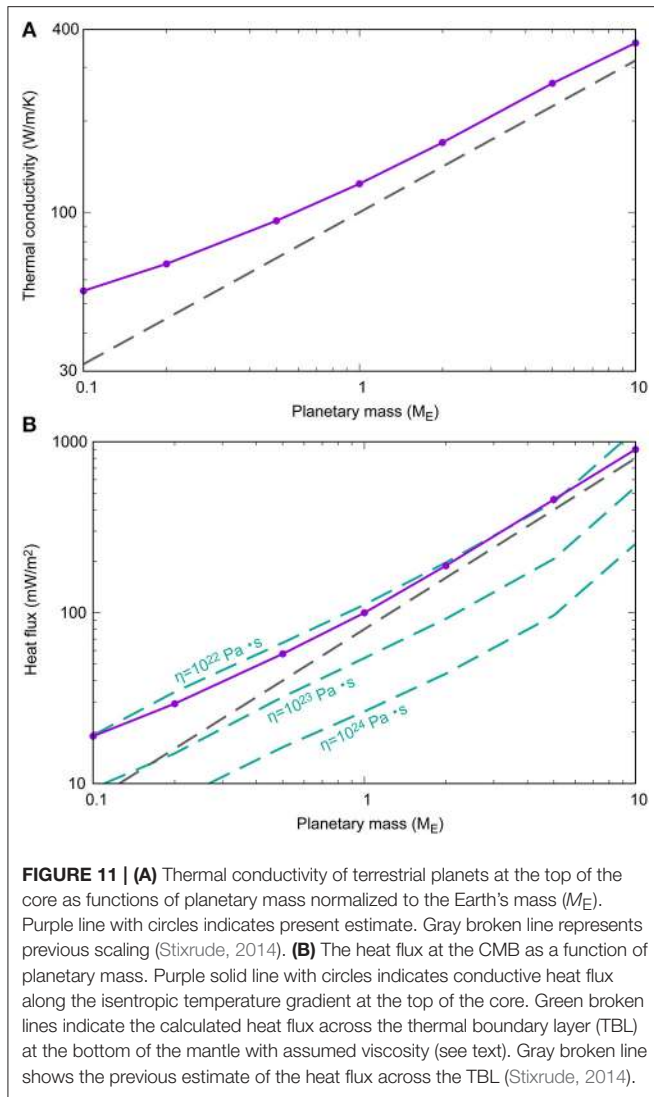 A
400
100
30
Thermal conductivity (W/m/K)
0.1 1 10
Planetary mass (M_E)
B
1000
100
10
Heat flux (mW/m²)
η=10²² Pa •s
η=10²³ Pa •s
η=10²⁴ Pa •s
0.1 1 10
Planetary mass (M_E)
FIGURE 11 | (A) Thermal conductivity of terrestrial planets at the top of the
core as functions of planetary mass normalized to the Earth's mass (M_E).
Purple line with circles indicates present estimate. Gray broken line represents
previous scaling (Stixrude, 2014). (B) The heat flux at the CMB as a function of
planetary mass. Purple solid line with circles indicates conductive heat flux
along the isentropic temperature gradient at the top of the core. Green broken
lines indicate the calculated heat flux across the thermal boundary layer (TBL)
at the bottom of the mantle with assumed viscosity (see text). Gray broken line
shows the previous estimate of the heat flux across the TBL (Stixrude, 2014).